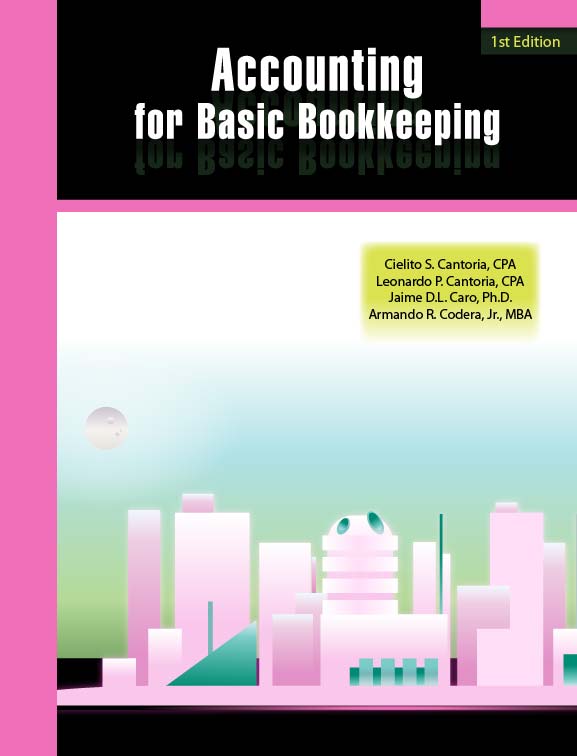 1st Edition
Accounting
for Basic Bookkeeping
Cielito S. Cantoria, CPA
Leonardo P. Cantoria, CPA
Jaime D.L. Caro, Ph.D.
Armando R. Codera, Jr., MBA